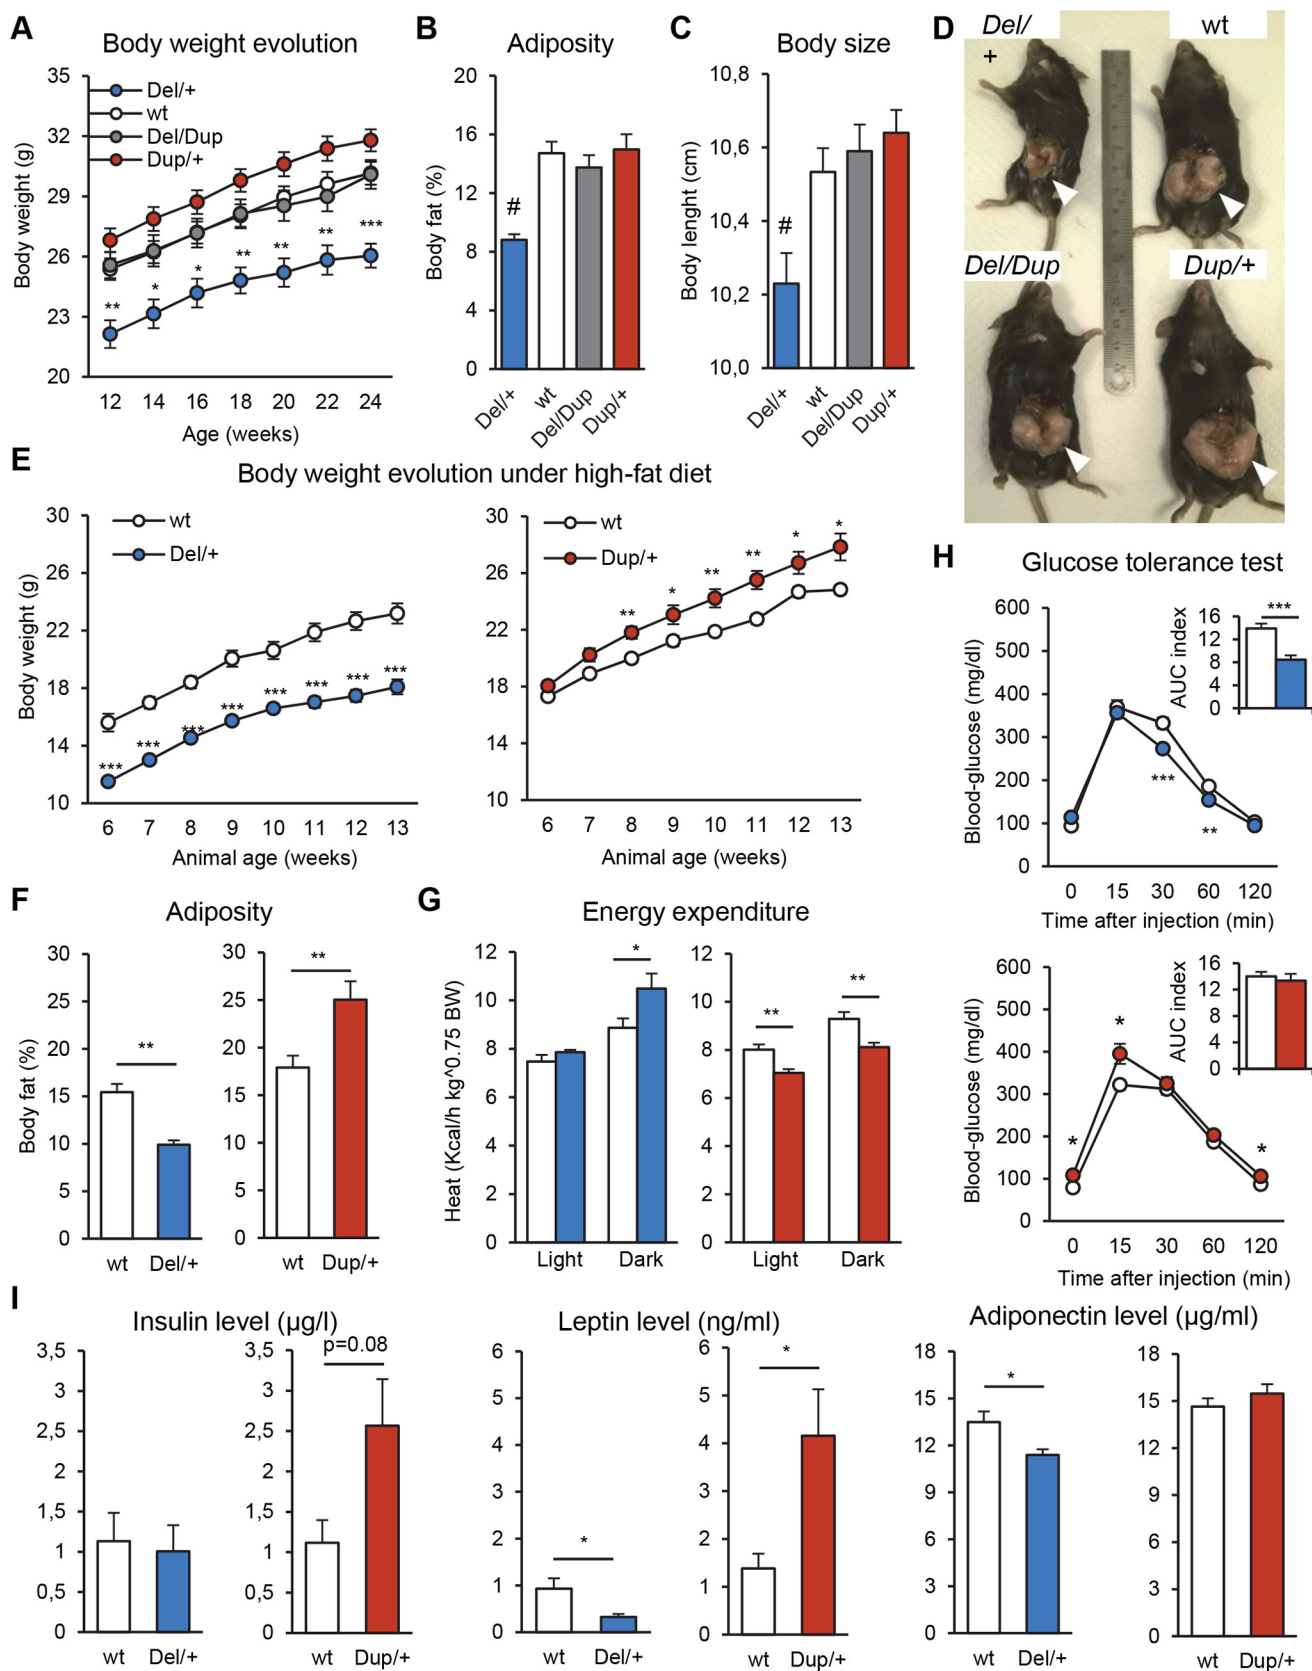 A
Body weight evolution
35
32
29
26
23
20
Body weight (g)
Del/+
wt
Del/Dup
Dup/+
**
*
*
**
**
**
***
12 14 16 18 20 22 24
Age (weeks)
B
Adiposity
20
16
12
8
4
0
Body fat (%)
#
Del/+
wt
Del/Dup
Dup/+
C
Body size
10,8
10,6
10,4
10,2
10,0
Body lenght (cm)
#
Del/+
wt
Del/Dup
Dup/+
D
Del/
+
wt
Del/Dup
Dup/+
E
Body weight evolution under high-fat diet
30
26
22
18
14
10
Body weight (g)
wt
Del/+
***
***
***
***
***
***
***
***
6 7 8 9 10 11 12 13
Animal age (weeks)
30
26
22
18
14
10
wt
Dup/+
**
*
**
**
*
*
6 7 8 9 10 11 12 13
Animal age (weeks)
F
Adiposity
30
25
20
15
10
5
0
Body fat (%)
**
wt Del/+
30
25
20
15
10
5
0
**
wt Dup/+
G
Energy expenditure
12
10
8
6
4
2
0
Heat (Kcal/h kg^0.75 BW)
*
Light Dark
12
10
8
6
4
2
0
**
**
Light Dark
H
Glucose tolerance test
600
500
400
300
200
100
0
Blood-glucose (mg/dl)
***
**
0 15 30 60 120
Time after injection (min)
16
12
8
4
0
AUC index
***
600
500
400
300
200
100
0
Blood-glucose (mg/dl)
*
*
*
0 15 30 60 120
Time after injection (min)
16
12
8
4
0
AUC index
I
Insulin level (µg/l)
3,5
3
2,5
2
1,5
1
0,5
0
wt Del/+
3,5
3
2,5
2
1,5
1
0,5
0
p=0.08
wt Dup/+
Leptin level (ng/ml)
6
5
4
3
2
1
0
*
wt Del/+
6
5
4
3
2
1
0
*
wt Dup/+
Adiponectin level (µg/ml)
18
15
12
9
6
3
0
*
wt Del/+
18
15
12
9
6
3
0
wt Dup/+